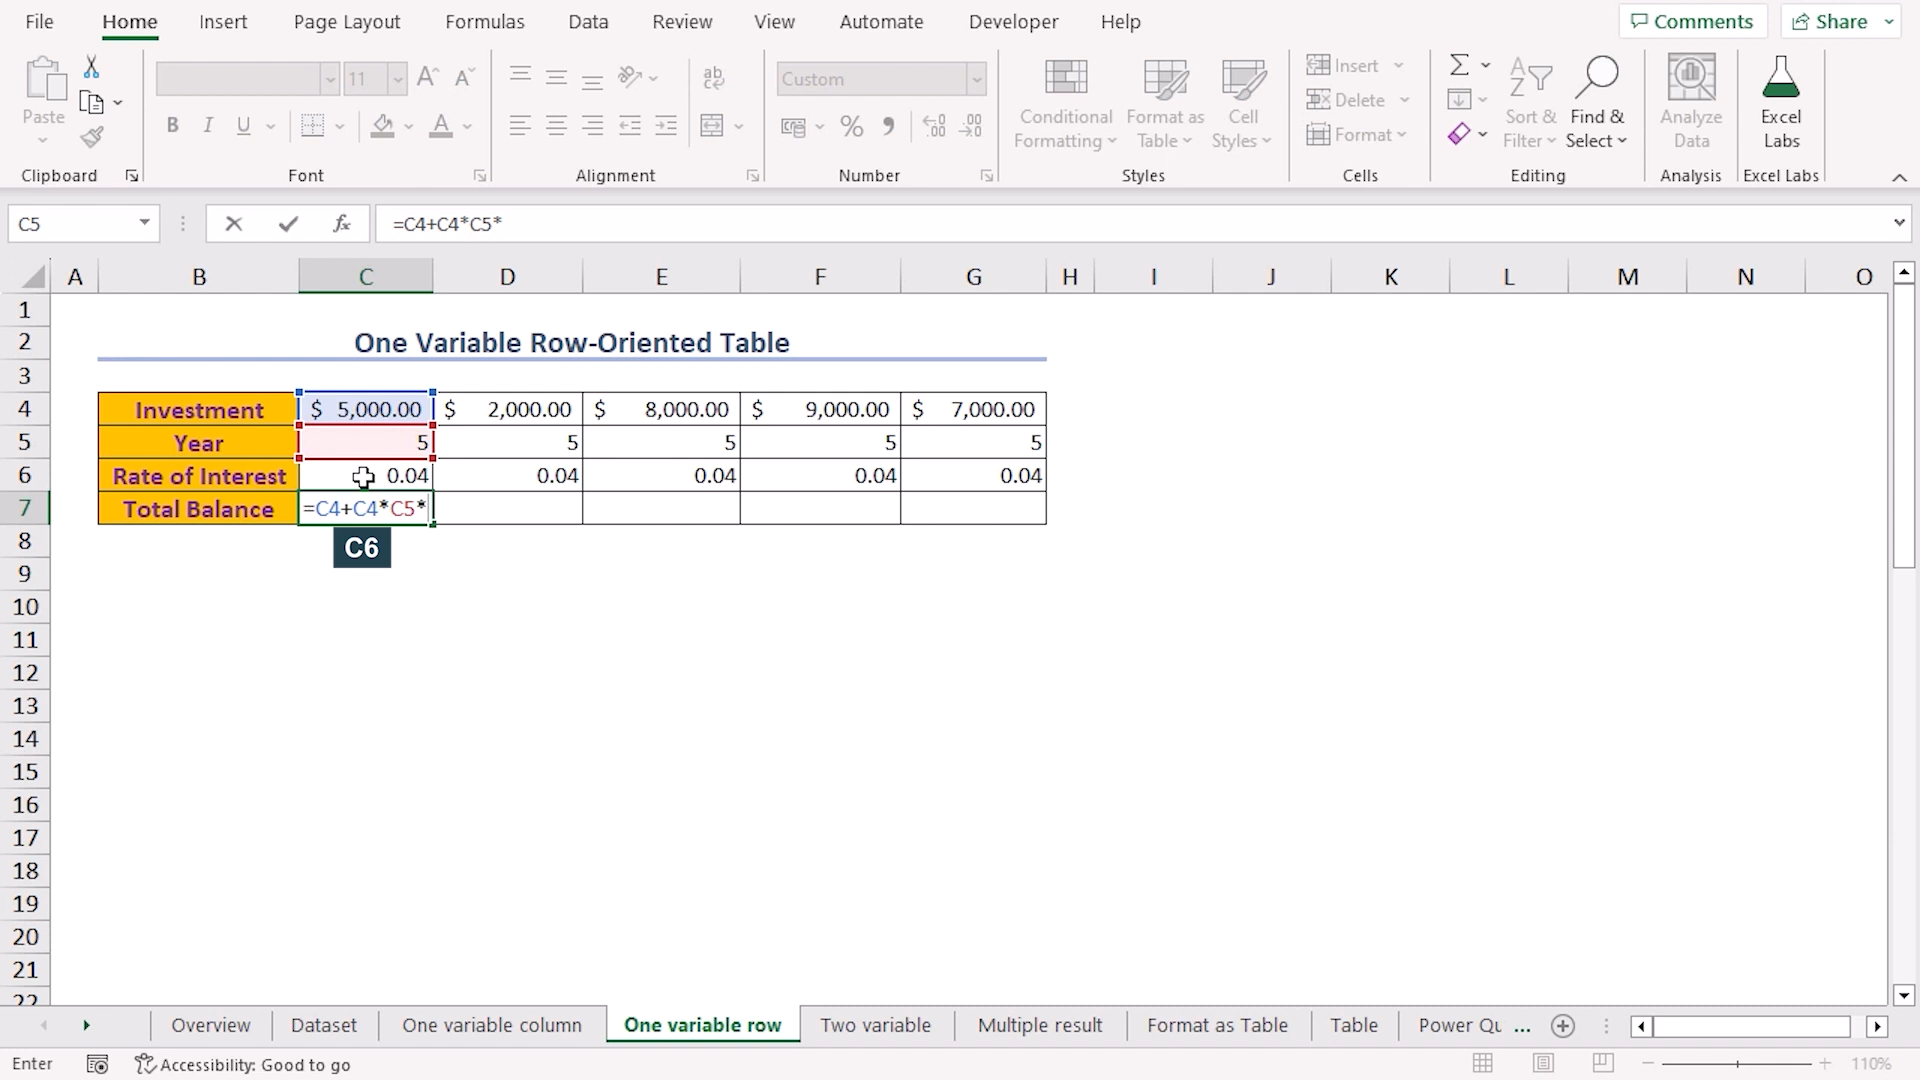 File Home Insert Page Layout Formulas Data Review View Automate Developer Help Comments Share
11 A A ab Custom Insert Σ A Z
Paste Conditional Formatting Format as Table Cell Styles Delete Sort & Filter Find & Select Analyze Data Excel Labs
B I U A % Format
Clipboard Font Alignment Number Styles Cells Editing Analysis Excel Labs
C5 fx =C4+C4*C5*
A B C D E F G H I J K L M N O
1
2 One Variable Row-Oriented Table
3
4 Investment $ 5,000.00 $ 2,000.00 $ 8,000.00 $ 9,000.00 $ 7,000.00
5 Year 5 5 5 5 5
6 Rate of Interest 0.04 0.04 0.04 0.04 0.04
7 Total Balance =C4+C4*C5*
8 C6
9
10
11
12
13
14
15
16
17
18
19
20
21
22
Overview Dataset One variable column One variable row Two variable Multiple result Format as Table Table Power Qu ...
Enter Accessibility: Good to go 110%